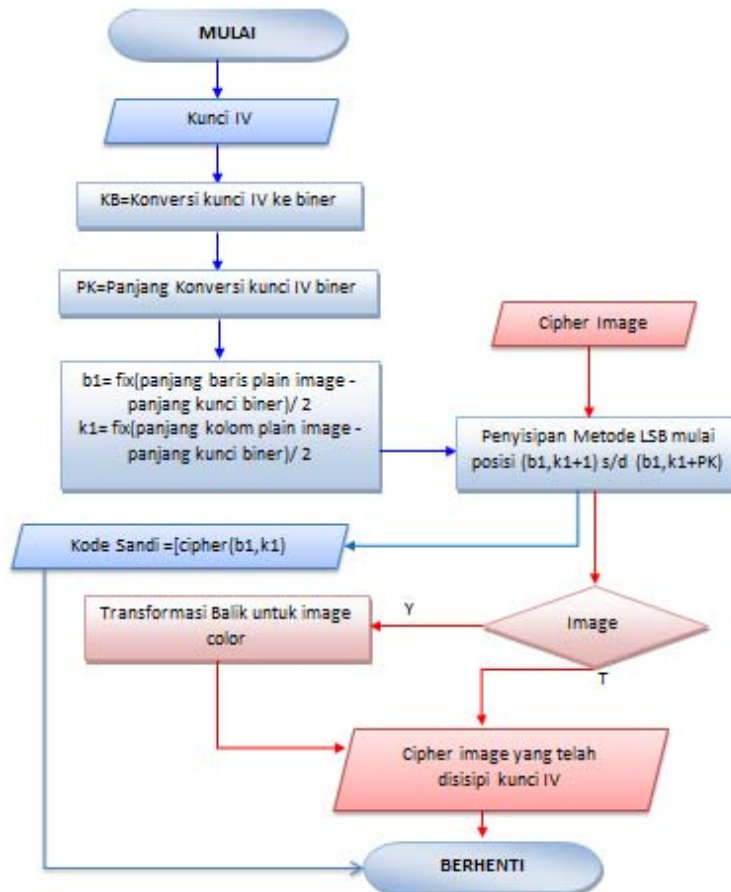 MULAI
Kunci IV
KB=Konversi kunci IV ke biner
PK=Panjang Konversi kunci IV biner
Cipher Image
b1= fix(panjang baris plain image -
panjang kunci biner)/ 2
k1= fix(panjang kolom plain image -
panjang kunci biner)/ 2
Penyisipan Metode LSB mulai
posisi (b1,k1+1) s/d (b1,k1+PK)
Kode Sandi =[cipher(b1,k1)
Transformasi Balik untuk image
color
Y
Image
T
Cipher image yang telah
disisipi kunci IV
BERHENTI